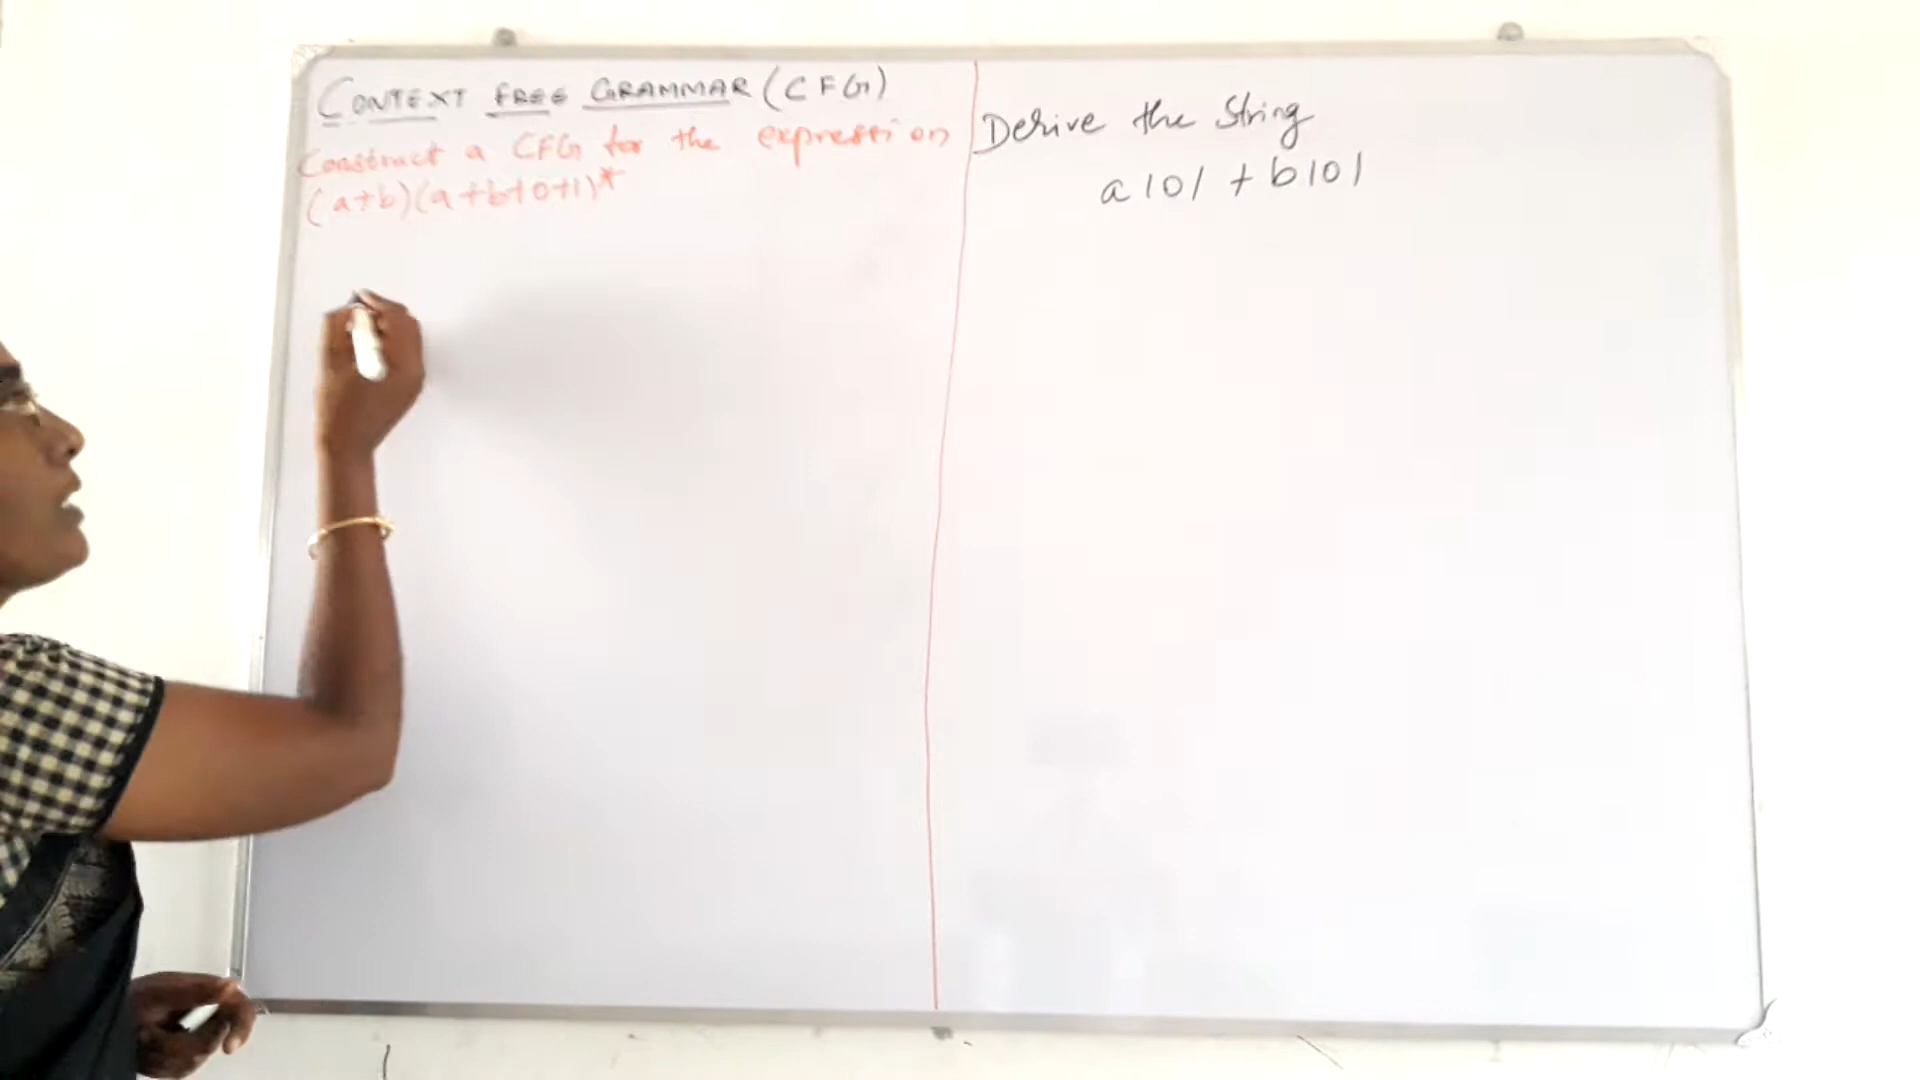 CONTEXT FREE GRAMMAR (CFG)
Construct a CFG for the expression
(a+b)(a+b+0+1)*
Derive the String
a101 + b101